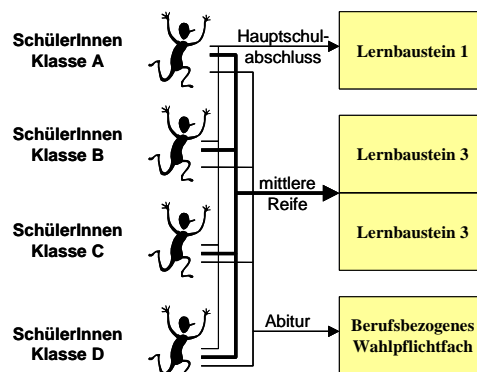 SchülerInnen
Klasse A
Hauptschul-
abschluss
Lernbaustein 1
SchülerInnen
Klasse B
Lernbaustein 3
mittlere
Reife
SchülerInnen
Klasse C
Lernbaustein 3
SchülerInnen
Klasse D
Abitur
Berufsbezogenes
Wahlpflichtfach